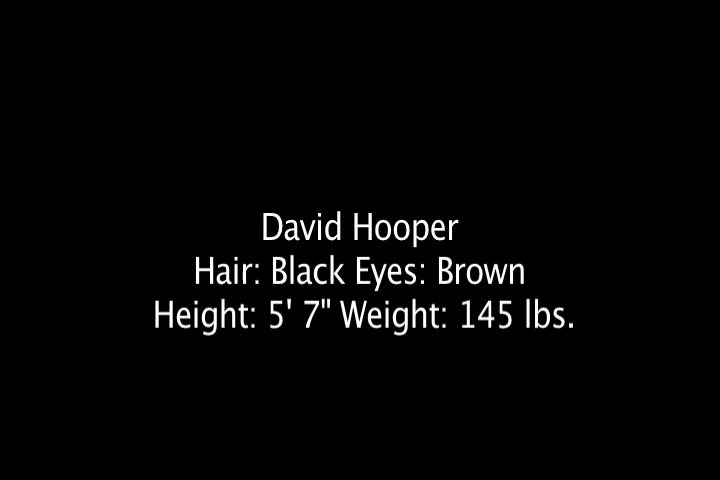 David Hooper
Hair: Black Eyes: Brown
Height: 5' 7" Weight: 145 lbs.